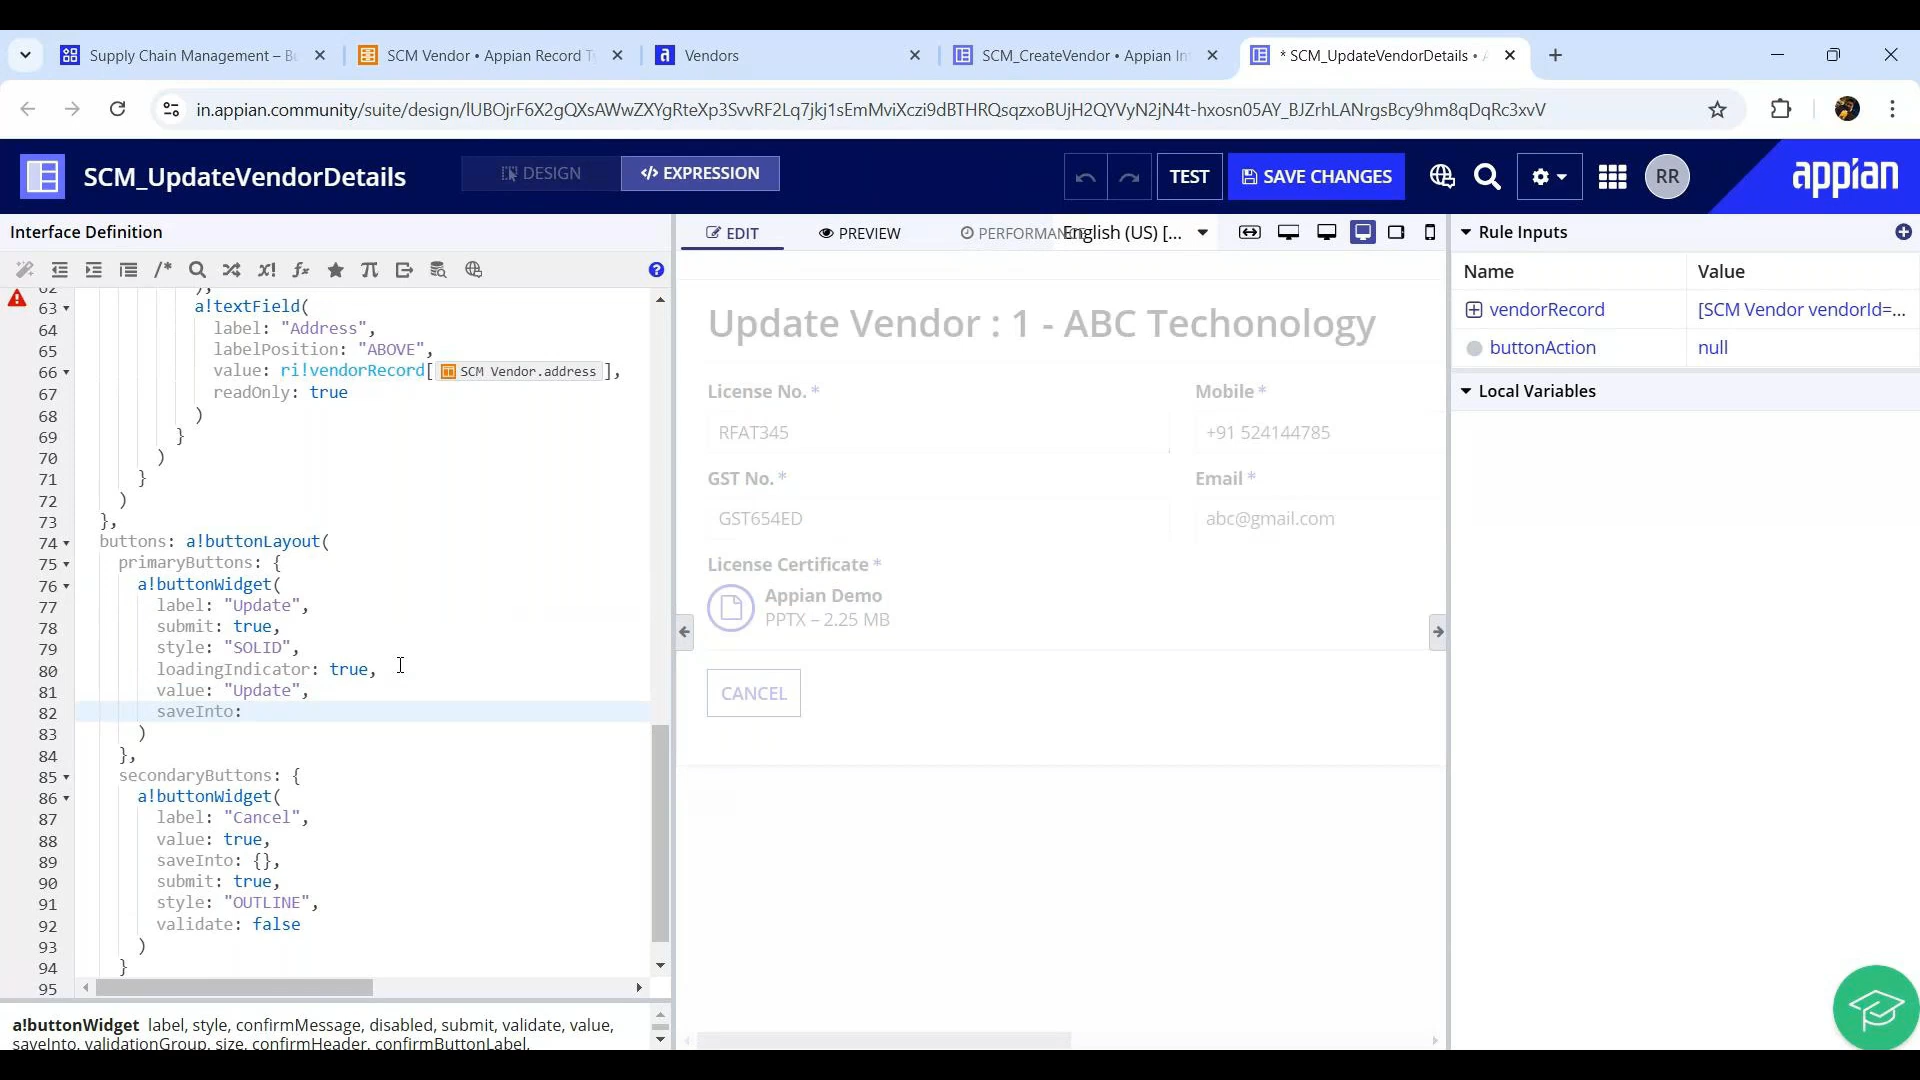 Supply Chain Management – Bu
SCM Vendor • Appian Record T
Vendors
SCM_CreateVendor • Appian In
* SCM_UpdateVendorDetails •
in.appian.community/suite/design/lUBOjrF6X2gQXsAWwZXYgRteXp3SvvRF2Lq7jkj1sEmMviXczi9dBTHRQsqzxoBUjH2QYVyN2jN4t-hxosn05AY_BJZrhLANrgsBcy9hm8qDqRc3xvV
SCM_UpdateVendorDetails
DESIGN
</> EXPRESSION
TEST
SAVE CHANGES
RR
appian
Interface Definition
EDIT
PREVIEW
PERFORMANCE
English (US) [...
Rule Inputs
Name
Value
vendorRecord
[SCM Vendor vendorId=...
buttonAction
null
Local Variables
62 ),
63 a!textField(
64 label: "Address",
65 labelPosition: "ABOVE",
66 value: ri!vendorRecord[ SCM Vendor.address ],
67 readOnly: true
68 )
69 }
70 )
71 }
72 )
73 },
74 buttons: a!buttonLayout(
75 primaryButtons: {
76 a!buttonWidget(
77 label: "Update",
78 submit: true,
79 style: "SOLID",
80 loadingIndicator: true,
81 value: "Update",
82 saveInto:
83 )
84 },
85 secondaryButtons: {
86 a!buttonWidget(
87 label: "Cancel",
88 value: true,
89 saveInto: {},
90 submit: true,
91 style: "OUTLINE",
92 validate: false
93 )
94 }
95
a!buttonWidget label, style, confirmMessage, disabled, submit, validate, value,
saveInto, validationGroup, size, confirmHeader, confirmButtonLabel,
Update Vendor : 1 - ABC Techonology
License No. *
Mobile *
RFAT345
+91 524144785
GST No. *
Email *
GST654ED
abc@gmail.com
License Certificate *
Appian Demo
PPTX – 2.25 MB
CANCEL